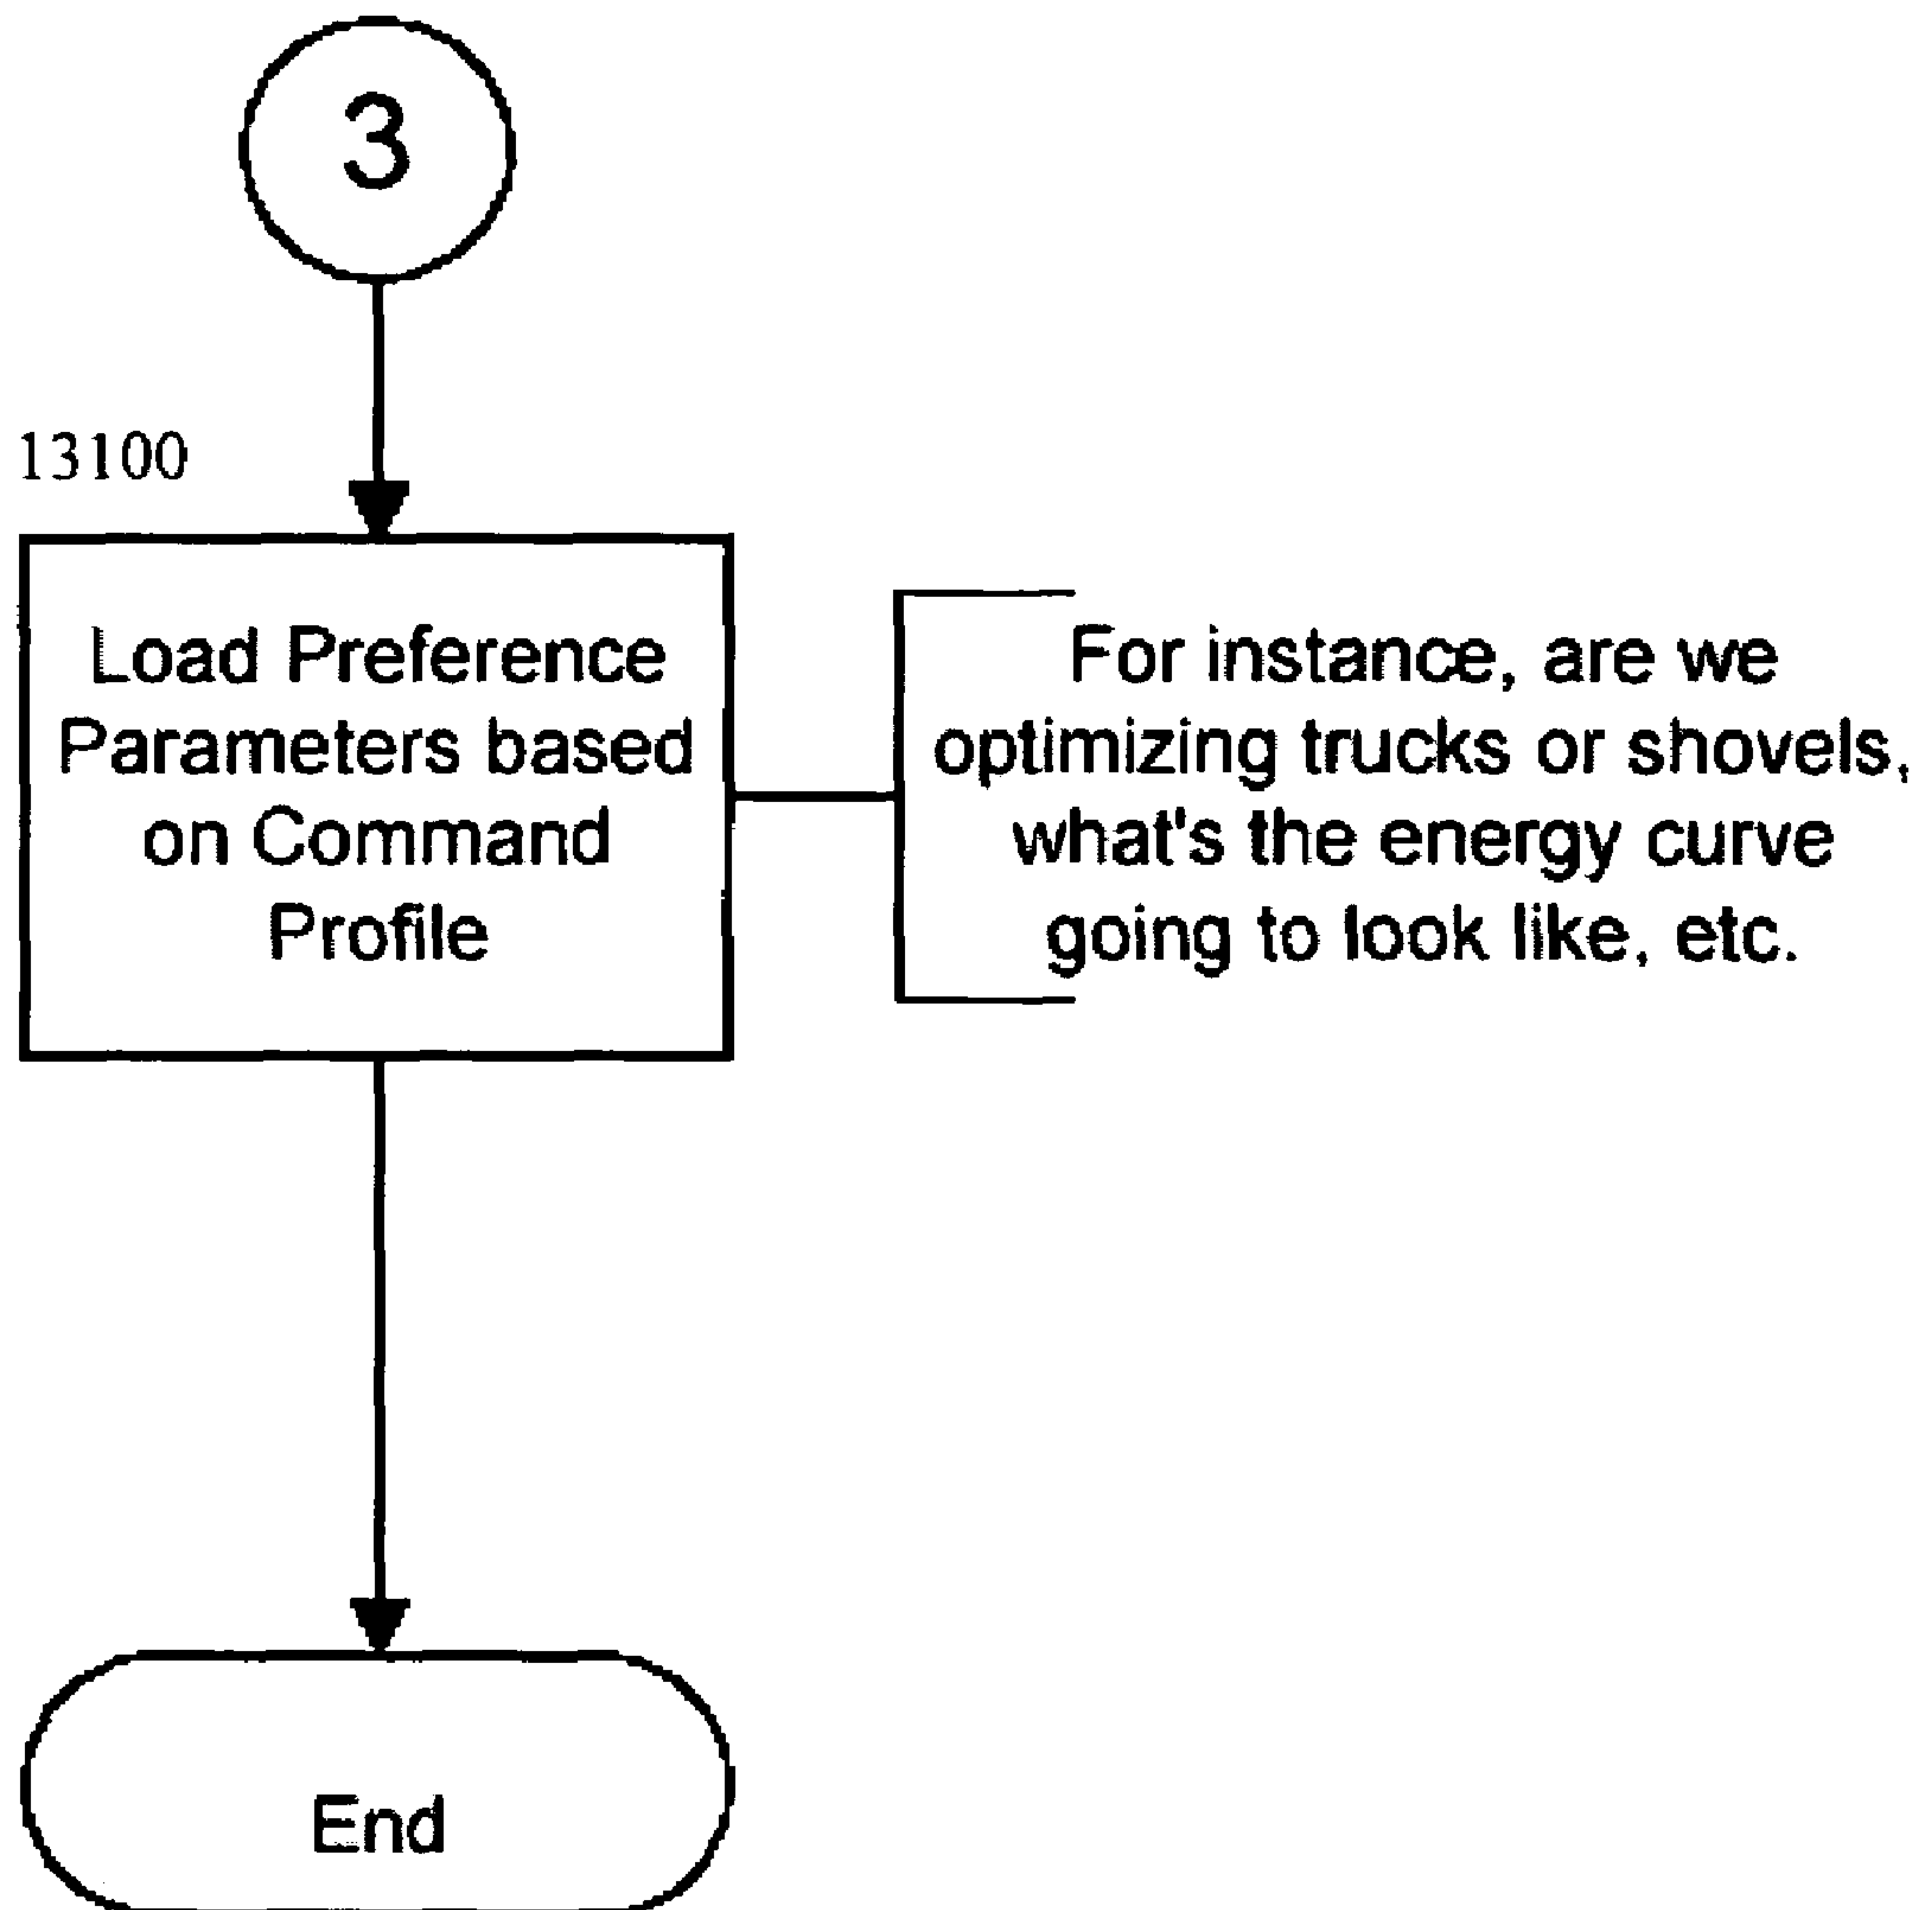 3
13100
Load Preference
Parameters based
on Command
Profile
For instance, are we
optimizing trucks or shovels,
what's the energy curve
going to look like, etc.
End